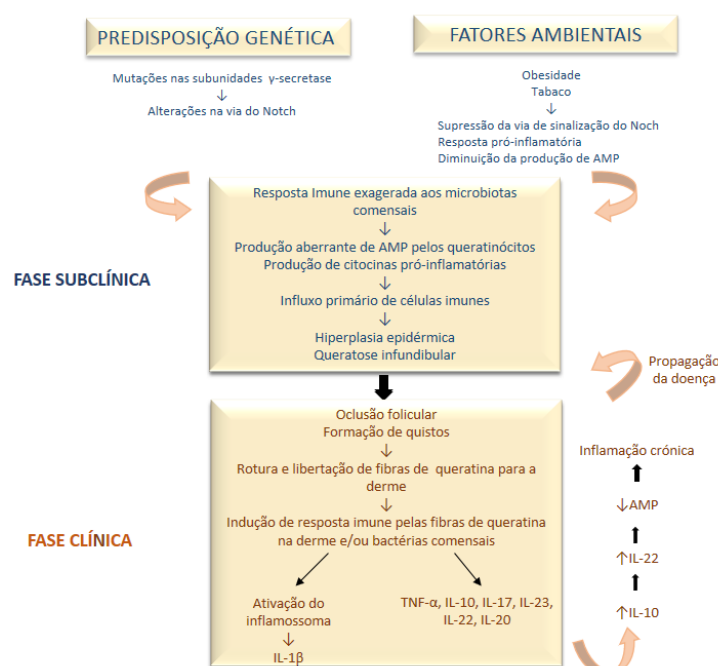 PREDISPOSIÇÃO GENÉTICA
Mutações nas subunidades γ-secretase
↓
Alterações na via do Notch
FATORES AMBIENTAIS
Obesidade
Tabaco
↓
Supressão da via de sinalização do Noch
Resposta pró-inflamatória
Diminuição da produção de AMP
FASE SUBCLÍNICA
Resposta Imune exagerada aos microbiotas
comensais
↓
Produção aberrante de AMP pelos queratinócitos
Produção de citocinas pró-inflamatórias
↓
Influxo primário de células imunes
↓
Hiperplasia epidérmica
Queratose infundibular
FASE CLÍNICA
Oclusão folicular
Formação de quistos
↓
Rotura e libertação de fibras de queratina para a
derme
↓
Indução de resposta imune pelas fibras de queratina
na derme e/ou bactérias comensais
Ativação do
inflamossoma
↓
IL-1β
TNF-α, IL-10, IL-17, IL-23,
IL-22, IL-20
Propagação
da doença
Inflamação crónica
↓AMP
↑IL-22
↑IL-10